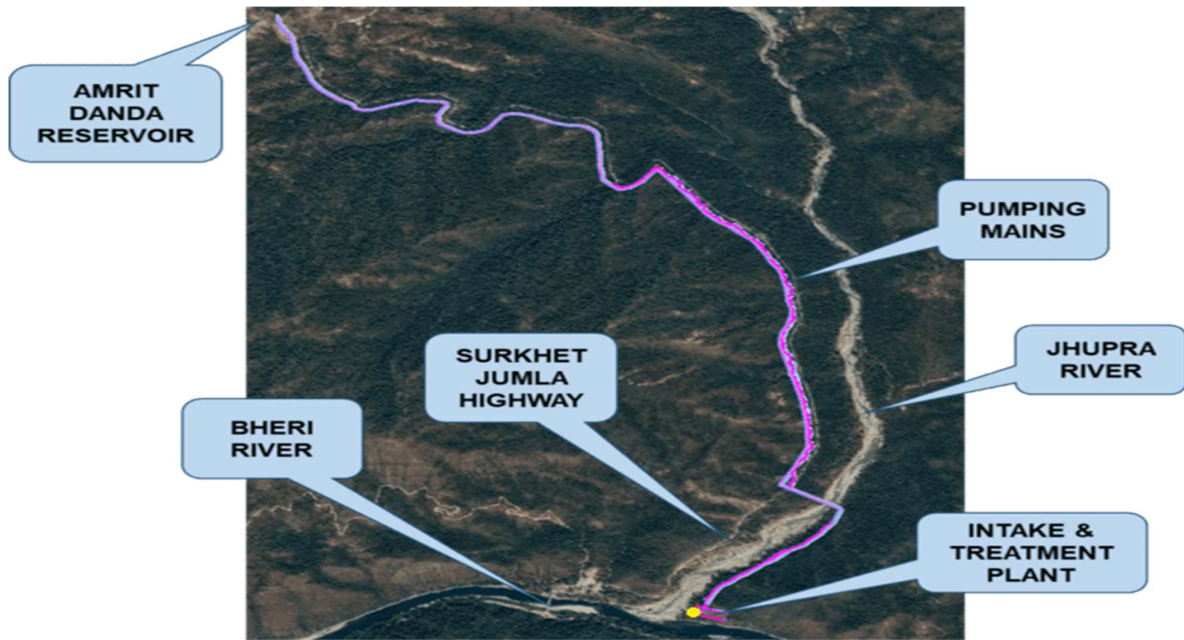 AMRIT
DANDA
RESERVOIR
PUMPING
MAINS
SURKHET
JUMLA
HIGHWAY
JHUPRA
RIVER
BHERI
RIVER
INTAKE &
TREATMENT
PLANT